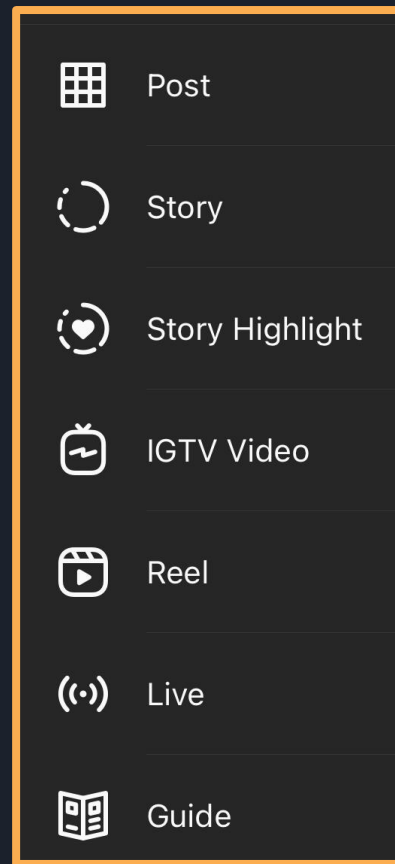 Post
Story
Story Highlight
IGTV Video
Reel
Live
Guide